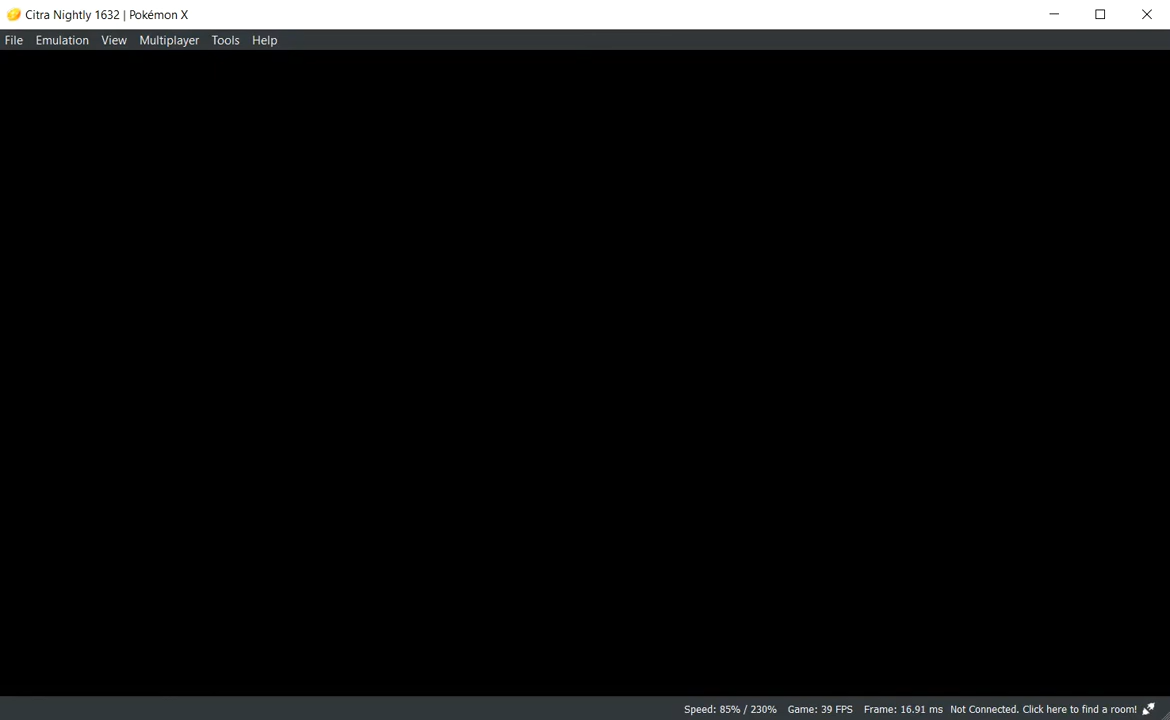 Citra Nightly 1632 | Pokémon X
File Emulation View Multiplayer Tools Help
Speed: 85% / 230% Game: 39 FPS Frame: 16.91 ms Not Connected. Click here to find a room!